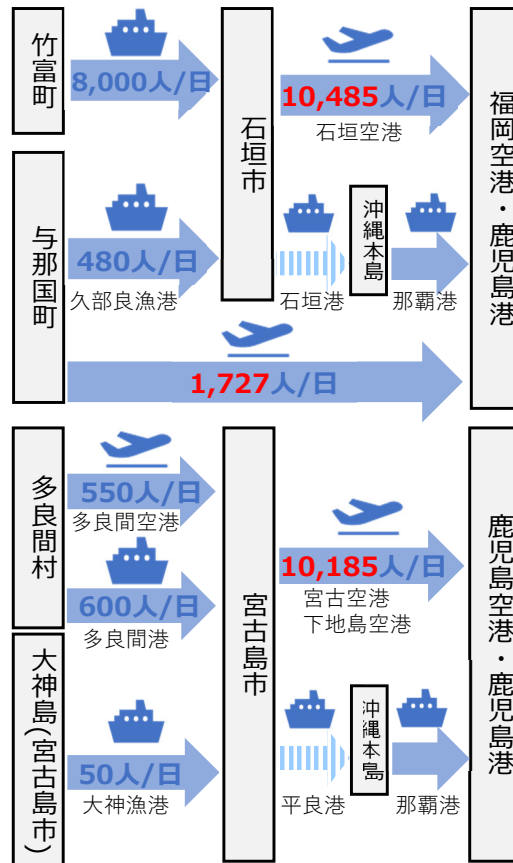 竹富町
8,000人/日
石垣市
10,485人/日
石垣空港
福岡空港・鹿児島港
与那国町
480人/日
久部良漁港
石垣港
沖縄本島
那覇港
1,727人/日
多良間村
550人/日
多良間空港
600人/日
多良間港
宮古島市
10,185人/日
宮古空港
下地島空港
鹿児島空港・鹿児島港
大神島(宮古島市)
50人/日
大神漁港
平良港
沖縄本島
那覇港